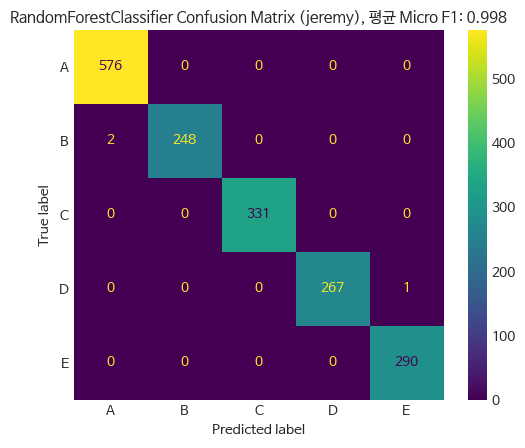 RandomForestClassifier Confusion Matrix (jeremy), 평균 Micro F1: 0.998
A 576 0 0 0 0
B 2 248 0 0 0
C 0 0 331 0 0
D 0 0 0 267 1
E 0 0 0 0 290
A B C D E
Predicted label
True label
500
400
300
200
100
0